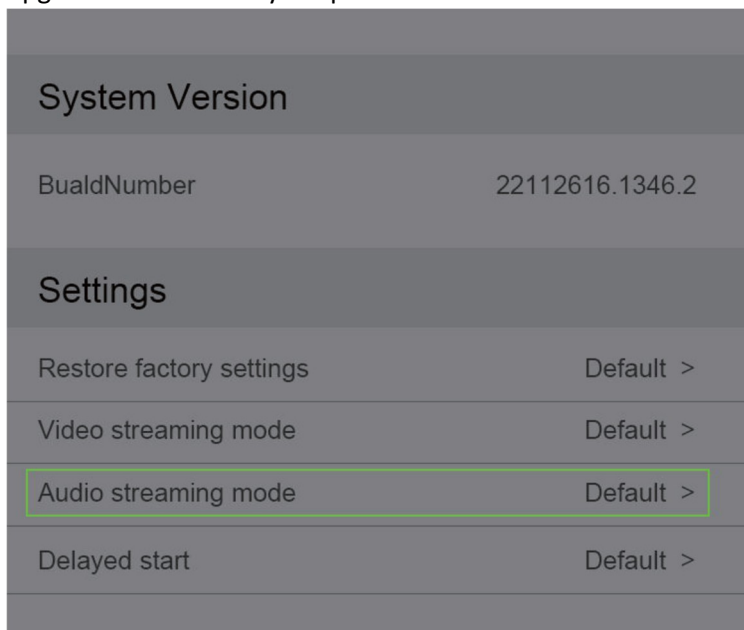 System Version
BualdNumber 22112616.1346.2
Settings
Restore factory settings Default >
Video streaming mode Default >
Audio streaming mode Default >
Delayed start Default >